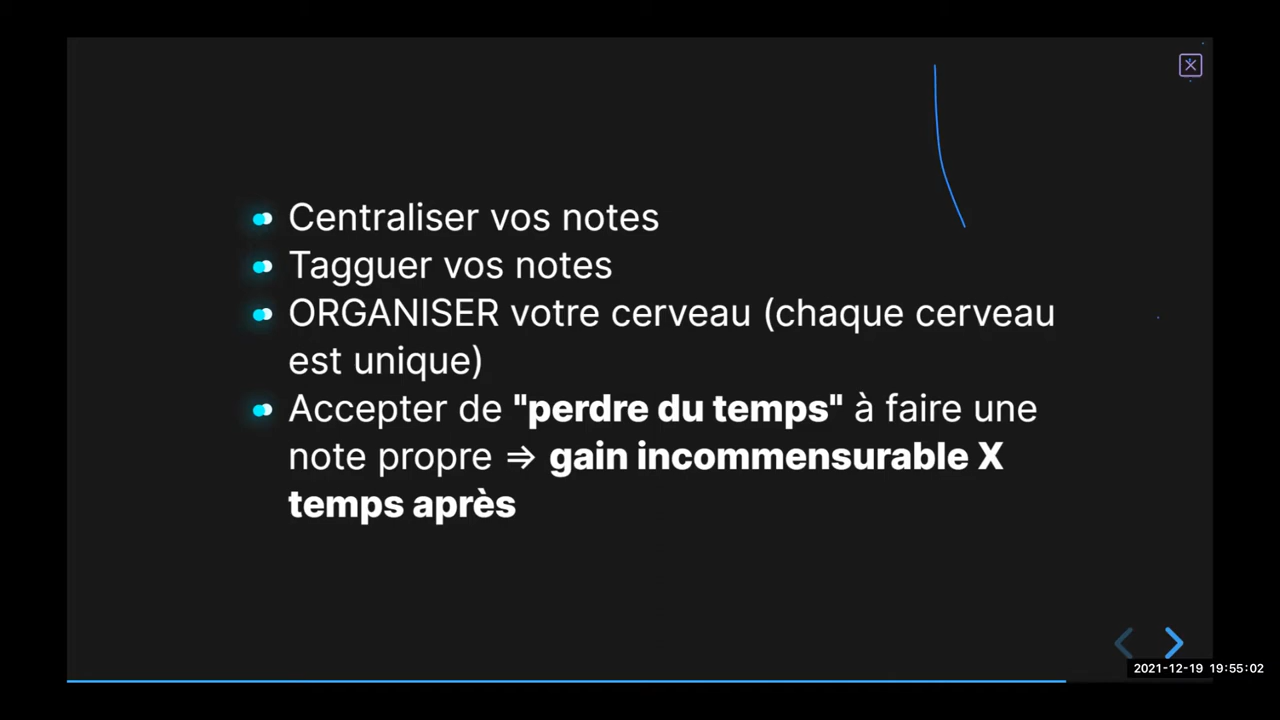 Centraliser vos notes
Tagguer vos notes
ORGANISER votre cerveau (chaque cerveau
est unique)
Accepter de "perdre du temps" à faire une
note propre ⇒ gain incommensurable X
temps après
2021-12-19 19:55:02